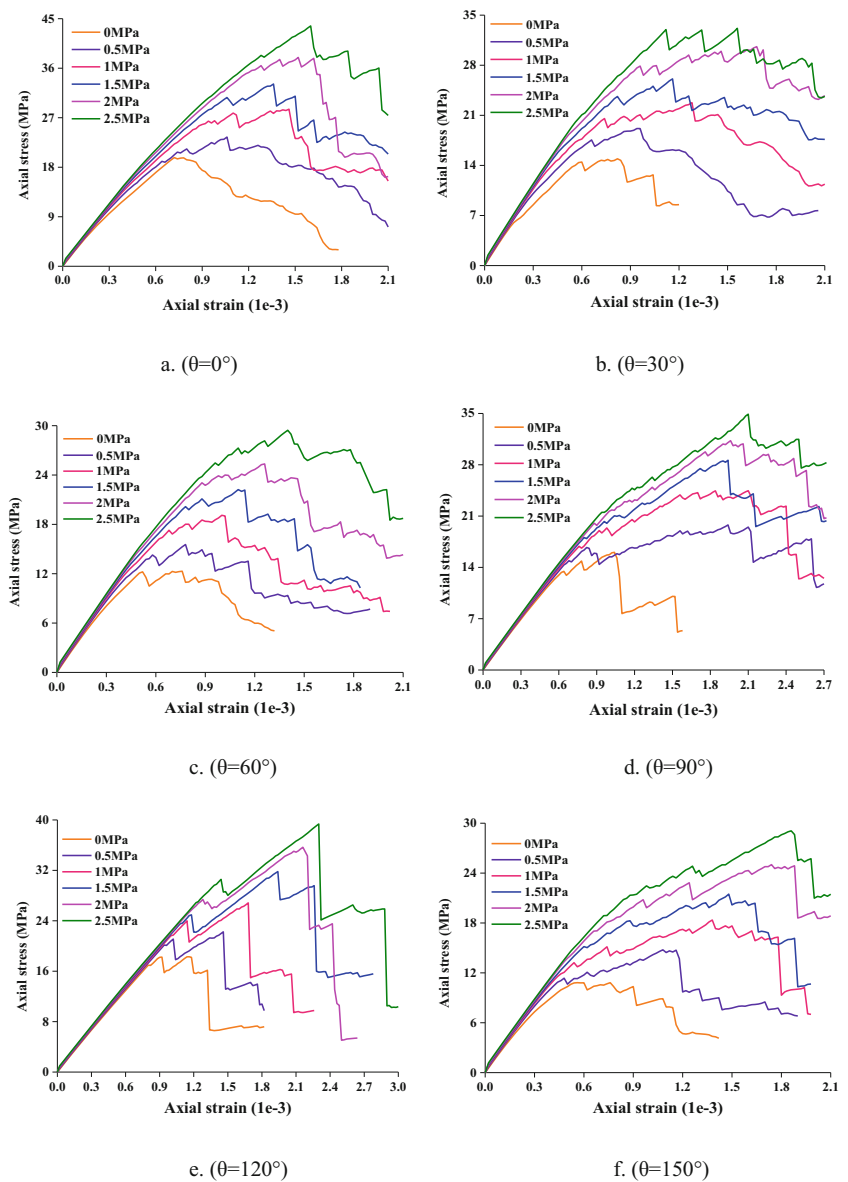 45
36
27
18
9
0
Axial stress (MPa)
0MPa
0.5MPa
1MPa
1.5MPa
2MPa
2.5MPa
0.0 0.3 0.6 0.9 1.2 1.5 1.8 2.1
Axial strain (1e-3)
a. (θ=0°)
35
28
21
14
7
0
Axial stress (MPa)
0MPa
0.5MPa
1MPa
1.5MPa
2MPa
2.5MPa
0.0 0.3 0.6 0.9 1.2 1.5 1.8 2.1
Axial strain (1e-3)
b. (θ=30°)
30
24
18
12
6
0
Axial stress (MPa)
0MPa
0.5MPa
1MPa
1.5MPa
2MPa
2.5MPa
0.0 0.3 0.6 0.9 1.2 1.5 1.8 2.1
Axial strain (1e-3)
c. (θ=60°)
35
28
21
14
7
0
Axial stress (MPa)
0MPa
0.5MPa
1MPa
1.5MPa
2MPa
2.5MPa
0.0 0.3 0.6 0.9 1.2 1.5 1.8 2.1 2.4 2.7
Axial strain (1e-3)
d. (θ=90°)
40
32
24
16
8
0
Axial stress (MPa)
0MPa
0.5MPa
1MPa
1.5MPa
2MPa
2.5MPa
0.0 0.3 0.6 0.9 1.2 1.5 1.8 2.1 2.4 2.7 3.0
Axial strain (1e-3)
e. (θ=120°)
30
24
18
12
6
0
Axial stress (MPa)
0MPa
0.5MPa
1MPa
1.5MPa
2MPa
2.5MPa
0.0 0.3 0.6 0.9 1.2 1.5 1.8 2.1
Axial strain (1e-3)
f. (θ=150°)